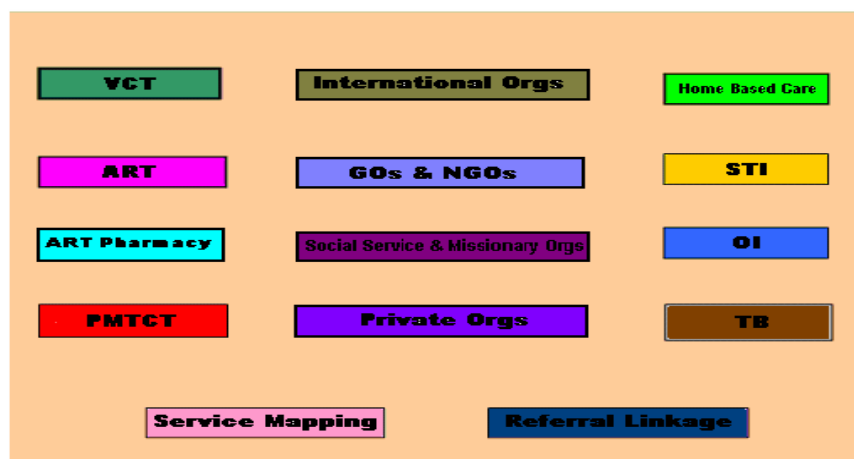 VCT
International Orgs
Home Based Care
ART
GOs & NGOs
STI
ART Pharmacy
Social Service & Missionary Orgs
OI
PMTCT
Private Orgs
TB
Service Mapping
Referral Linkage